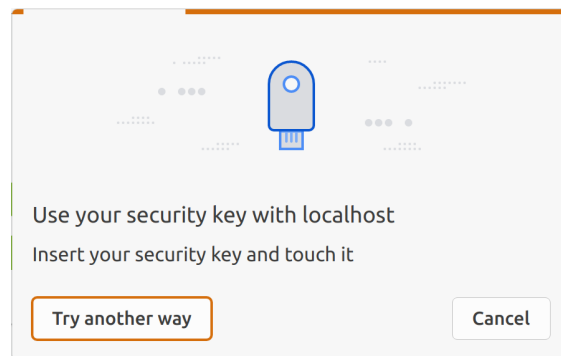 Use your security key with localhost
Insert your security key and touch it
Try another way
Cancel